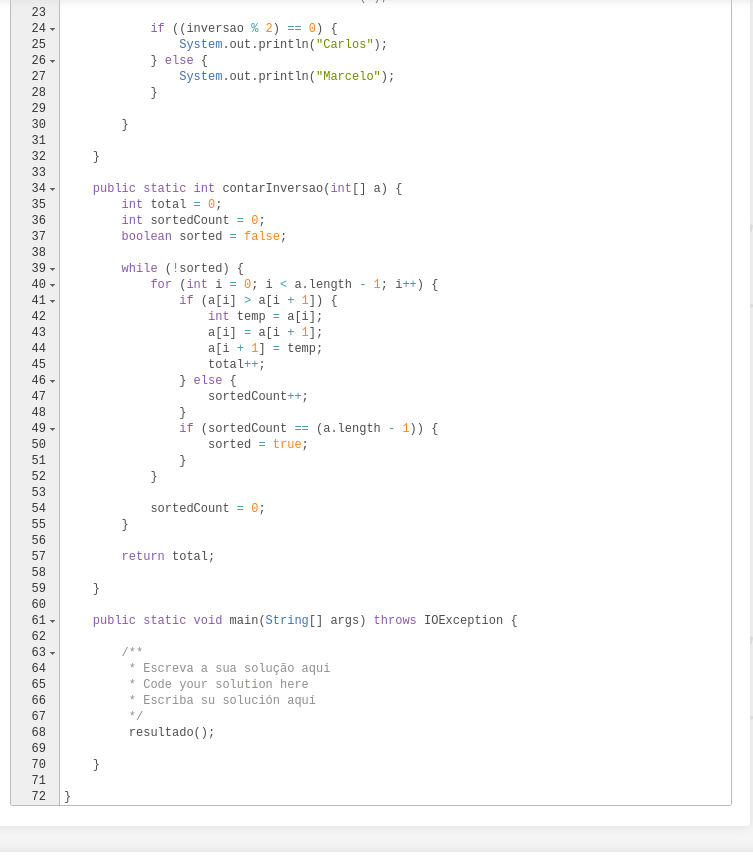 23
24 if ((inversao % 2) == 0) {
25 System.out.println("Carlos");
26 } else {
27 System.out.println("Marcelo");
28 }
29
30 }
31
32 }
33
34 public static int contarInversao(int[] a) {
35 int total = 0;
36 int sortedCount = 0;
37 boolean sorted = false;
38
39 while (!sorted) {
40 for (int i = 0; i < a.length - 1; i++) {
41 if (a[i] > a[i + 1]) {
42 int temp = a[i];
43 a[i] = a[i + 1];
44 a[i + 1] = temp;
45 total++;
46 } else {
47 sortedCount++;
48 }
49 if (sortedCount == (a.length - 1)) {
50 sorted = true;
51 }
52 }
53
54 sortedCount = 0;
55 }
56
57 return total;
58
59 }
60
61 public static void main(String[] args) throws IOException {
62
63 /**
64 * Escreva a sua solução aqui
65 * Code your solution here
66 * Escriba su solución aquí
67 */
68 resultado();
69
70 }
71
72 }